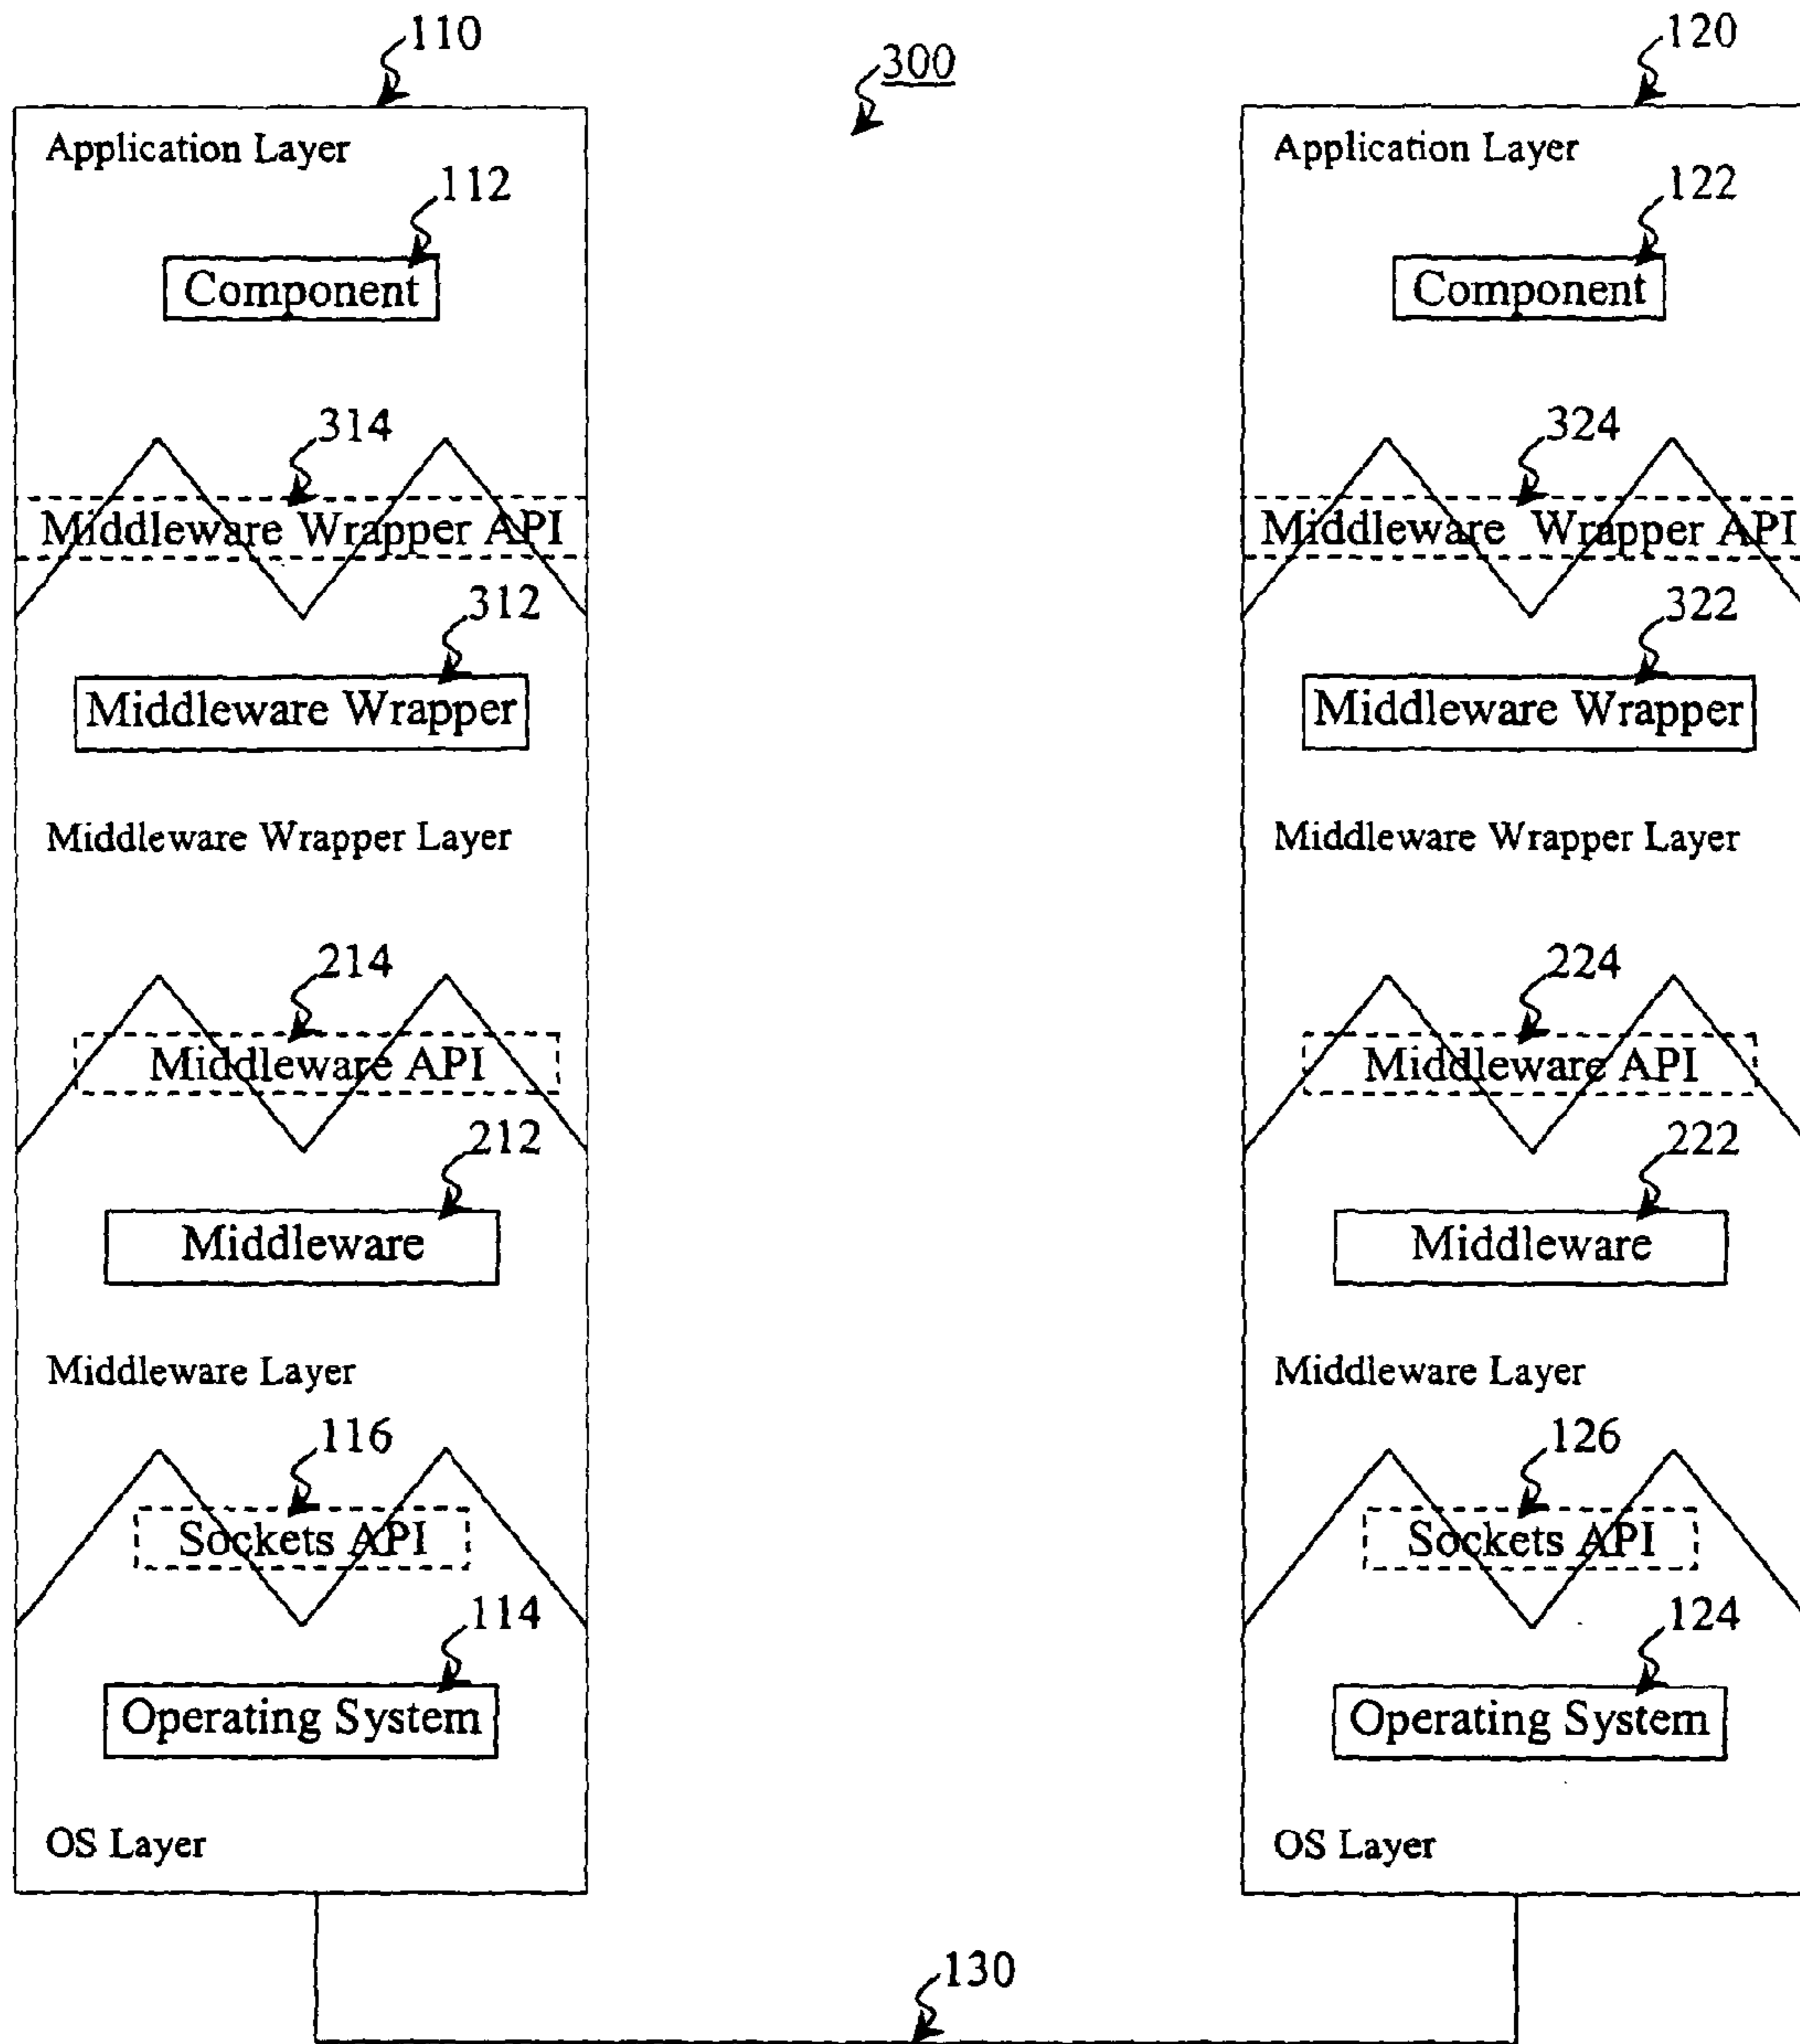 110
300
120
Application Layer
Application Layer
112
122
Component
Component
314
324
Middleware Wrapper API
Middleware Wrapper API
312
322
Middleware Wrapper
Middleware Wrapper
Middleware Wrapper Layer
Middleware Wrapper Layer
214
224
Middleware API
Middleware API
212
222
Middleware
Middleware
Middleware Layer
Middleware Layer
116
126
Sockets API
Sockets API
114
124
Operating System
Operating System
OS Layer
OS Layer
130